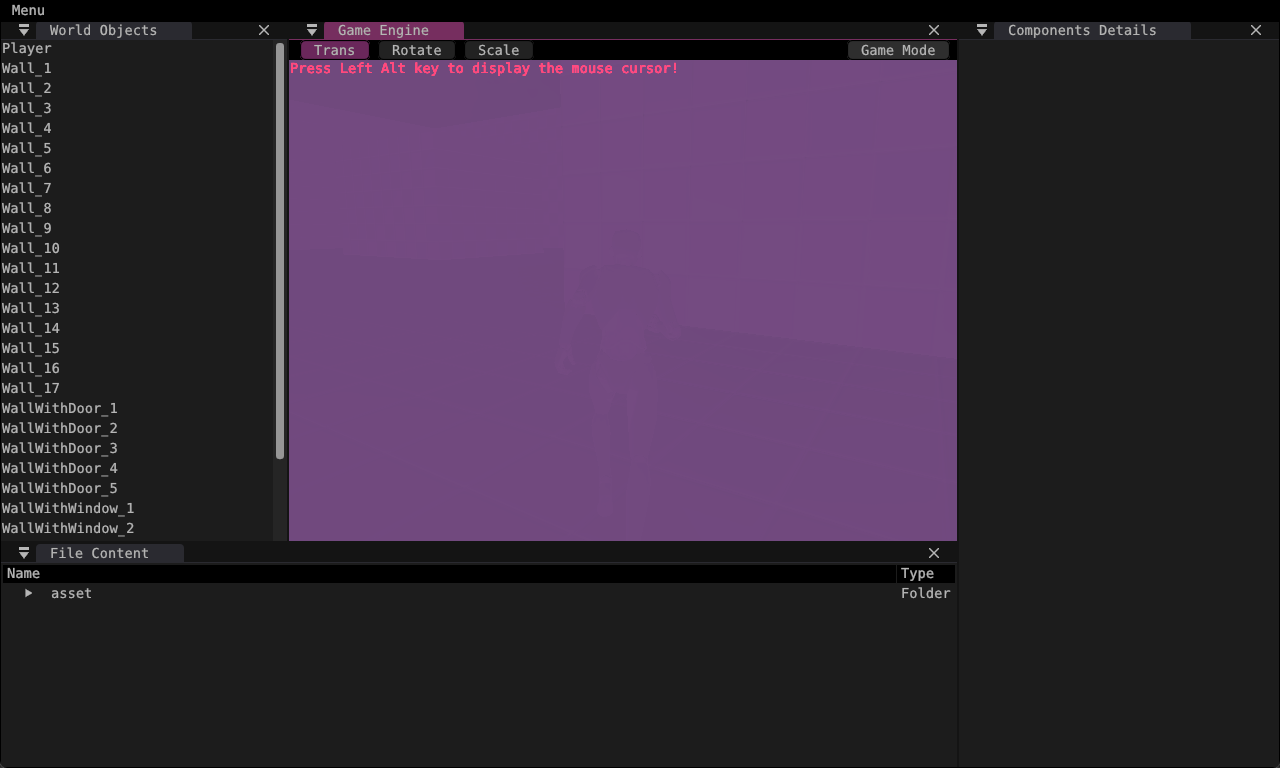 Menu
World Objects
Player
Wall_1
Wall_2
Wall_3
Wall_4
Wall_5
Wall_6
Wall_7
Wall_8
Wall_9
Wall_10
Wall_11
Wall_12
Wall_13
Wall_14
Wall_15
Wall_16
Wall_17
WallWithDoor_1
WallWithDoor_2
WallWithDoor_3
WallWithDoor_4
WallWithDoor_5
WallWithWindow_1
WallWithWindow_2
Game Engine
Trans Rotate Scale Game Mode
Press Left Alt key to display the mouse cursor!
Components Details
File Content
Name Type
asset Folder